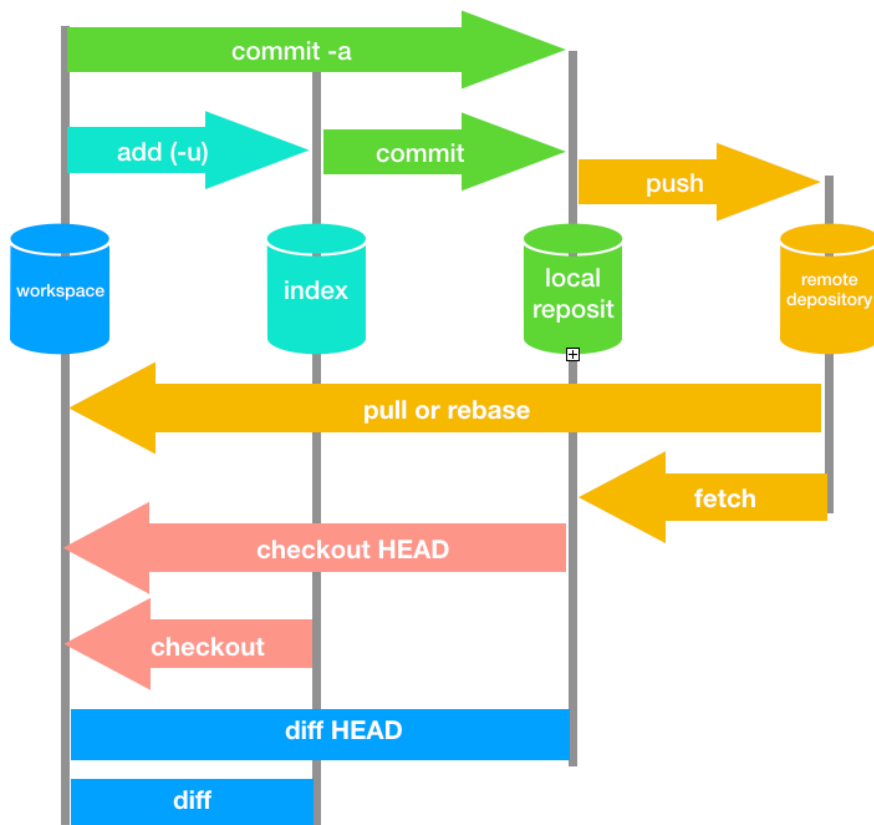 commit -a
add (-u)
commit
push
workspace
index
local
reposit
remote
depository
pull or rebase
fetch
checkout HEAD
checkout
diff HEAD
diff